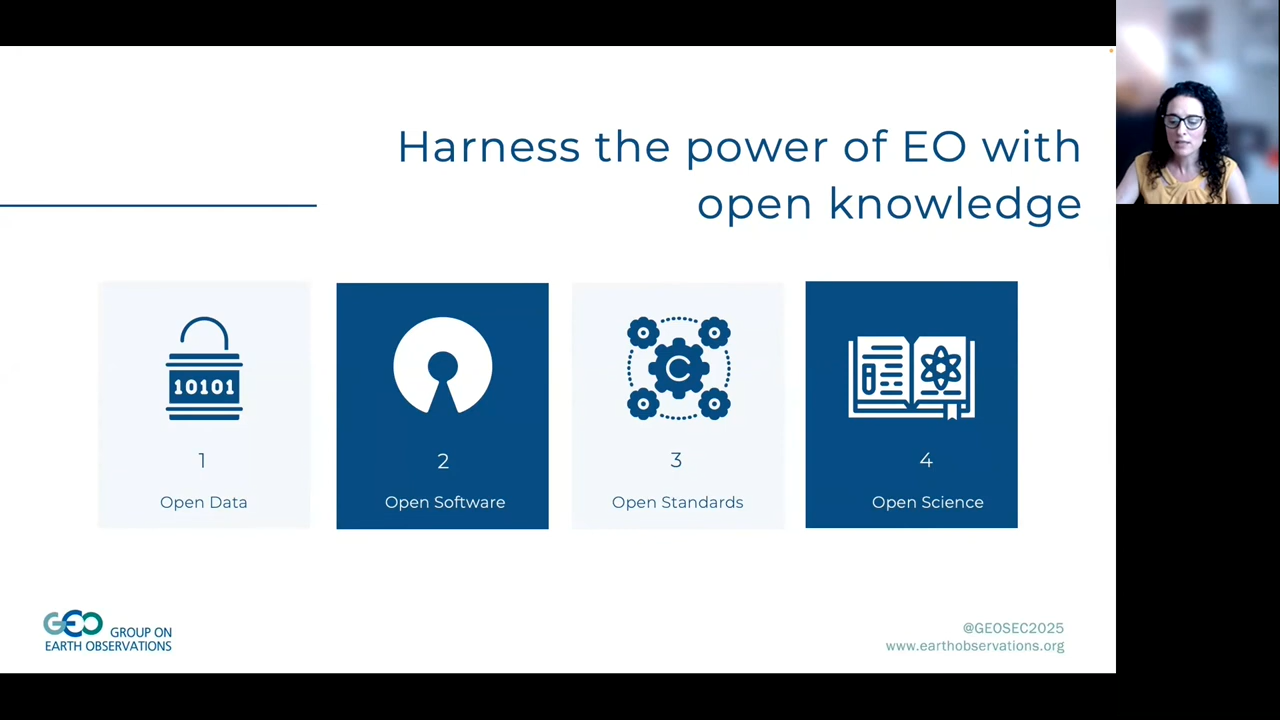 Harness the power of EO with
open knowledge
10101
1
Open Data
2
Open Software
3
Open Standards
4
Open Science
GEO GROUP ON
EARTH OBSERVATIONS
@GEOSEC2025
www.earthobservations.org